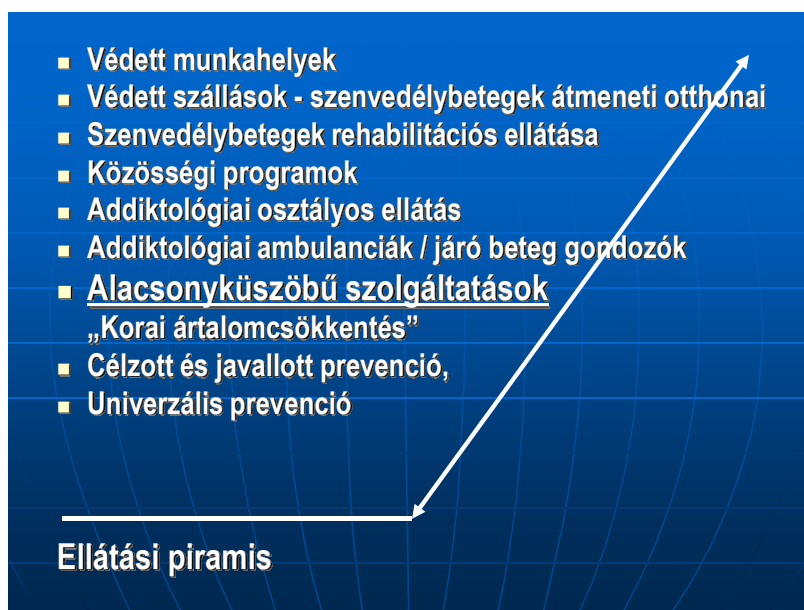 Védett munkahelyek
Védett szállások - szenvedélybetegek átmeneti otthonai
Szenvedélybetegek rehabilitációs ellátása
Közösségi programok
Addiktológiai osztályos ellátás
Addiktológiai ambulanciák / járó beteg gondozók
Alacsonyküszöbű szolgáltatások
„Korai ártalomcsökkentés”
Célzott és javallott prevenció,
Univerzális prevenció
Ellátási piramis